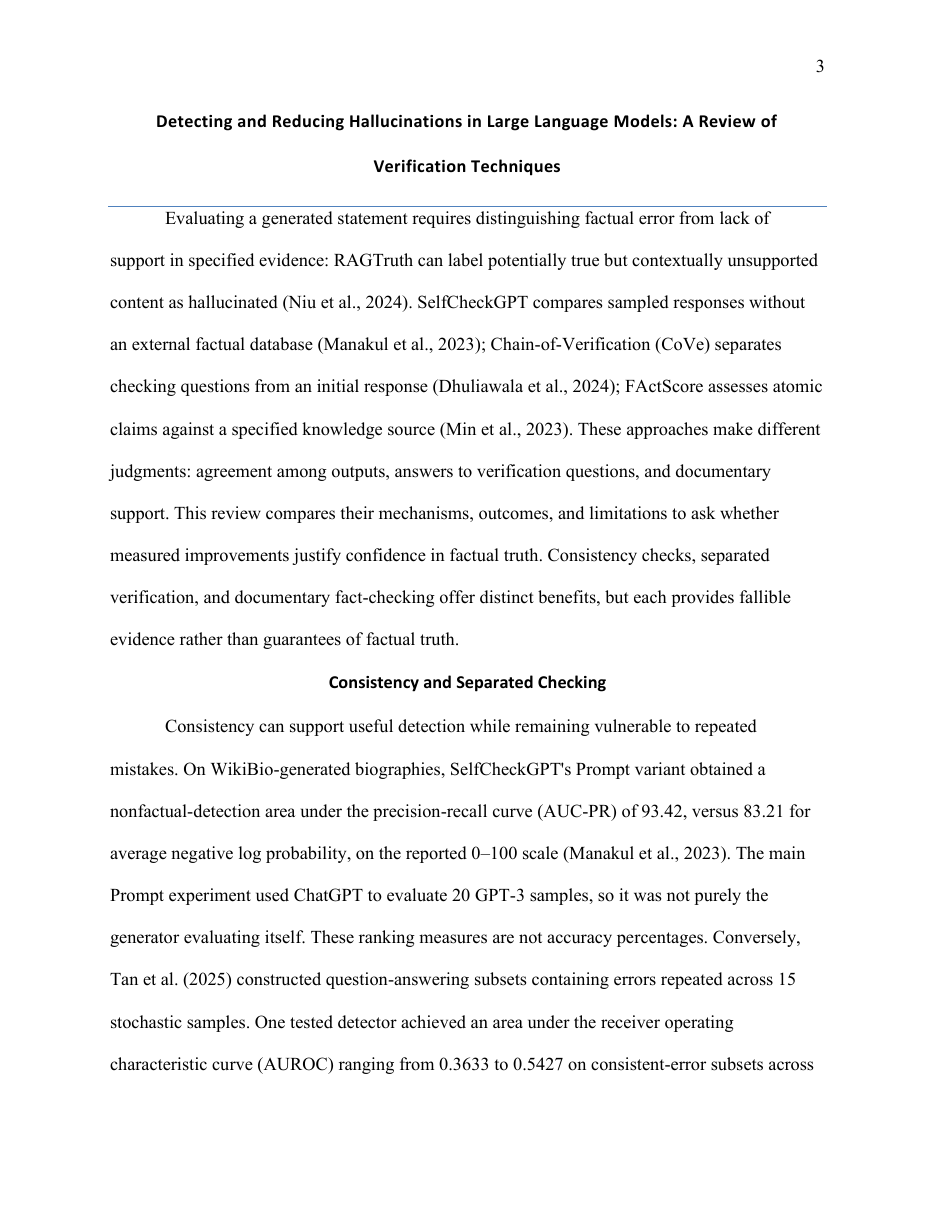 3
Detecting and Reducing Hallucinations in Large Language Models: A Review of
Verification Techniques
Evaluating a generated statement requires distinguishing factual error from lack of
support in specified evidence: RAGTruth can label potentially true but contextually unsupported
content as hallucinated (Niu et al., 2024). SelfCheckGPT compares sampled responses without
an external factual database (Manakul et al., 2023); Chain-of-Verification (CoVe) separates
checking questions from an initial response (Dhuliawala et al., 2024); FActScore assesses atomic
claims against a specified knowledge source (Min et al., 2023). These approaches make different
judgments: agreement among outputs, answers to verification questions, and documentary
support. This review compares their mechanisms, outcomes, and limitations to ask whether
measured improvements justify confidence in factual truth. Consistency checks, separated
verification, and documentary fact-checking offer distinct benefits, but each provides fallible
evidence rather than guarantees of factual truth.
Consistency and Separated Checking
Consistency can support useful detection while remaining vulnerable to repeated
mistakes. On WikiBio-generated biographies, SelfCheckGPT's Prompt variant obtained a
nonfactual-detection area under the precision-recall curve (AUC-PR) of 93.42, versus 83.21 for
average negative log probability, on the reported 0–100 scale (Manakul et al., 2023). The main
Prompt experiment used ChatGPT to evaluate 20 GPT-3 samples, so it was not purely the
generator evaluating itself. These ranking measures are not accuracy percentages. Conversely,
Tan et al. (2025) constructed question-answering subsets containing errors repeated across 15
stochastic samples. One tested detector achieved an area under the receiver operating
characteristic curve (AUROC) ranging from 0.3633 to 0.5427 on consistent-error subsets across